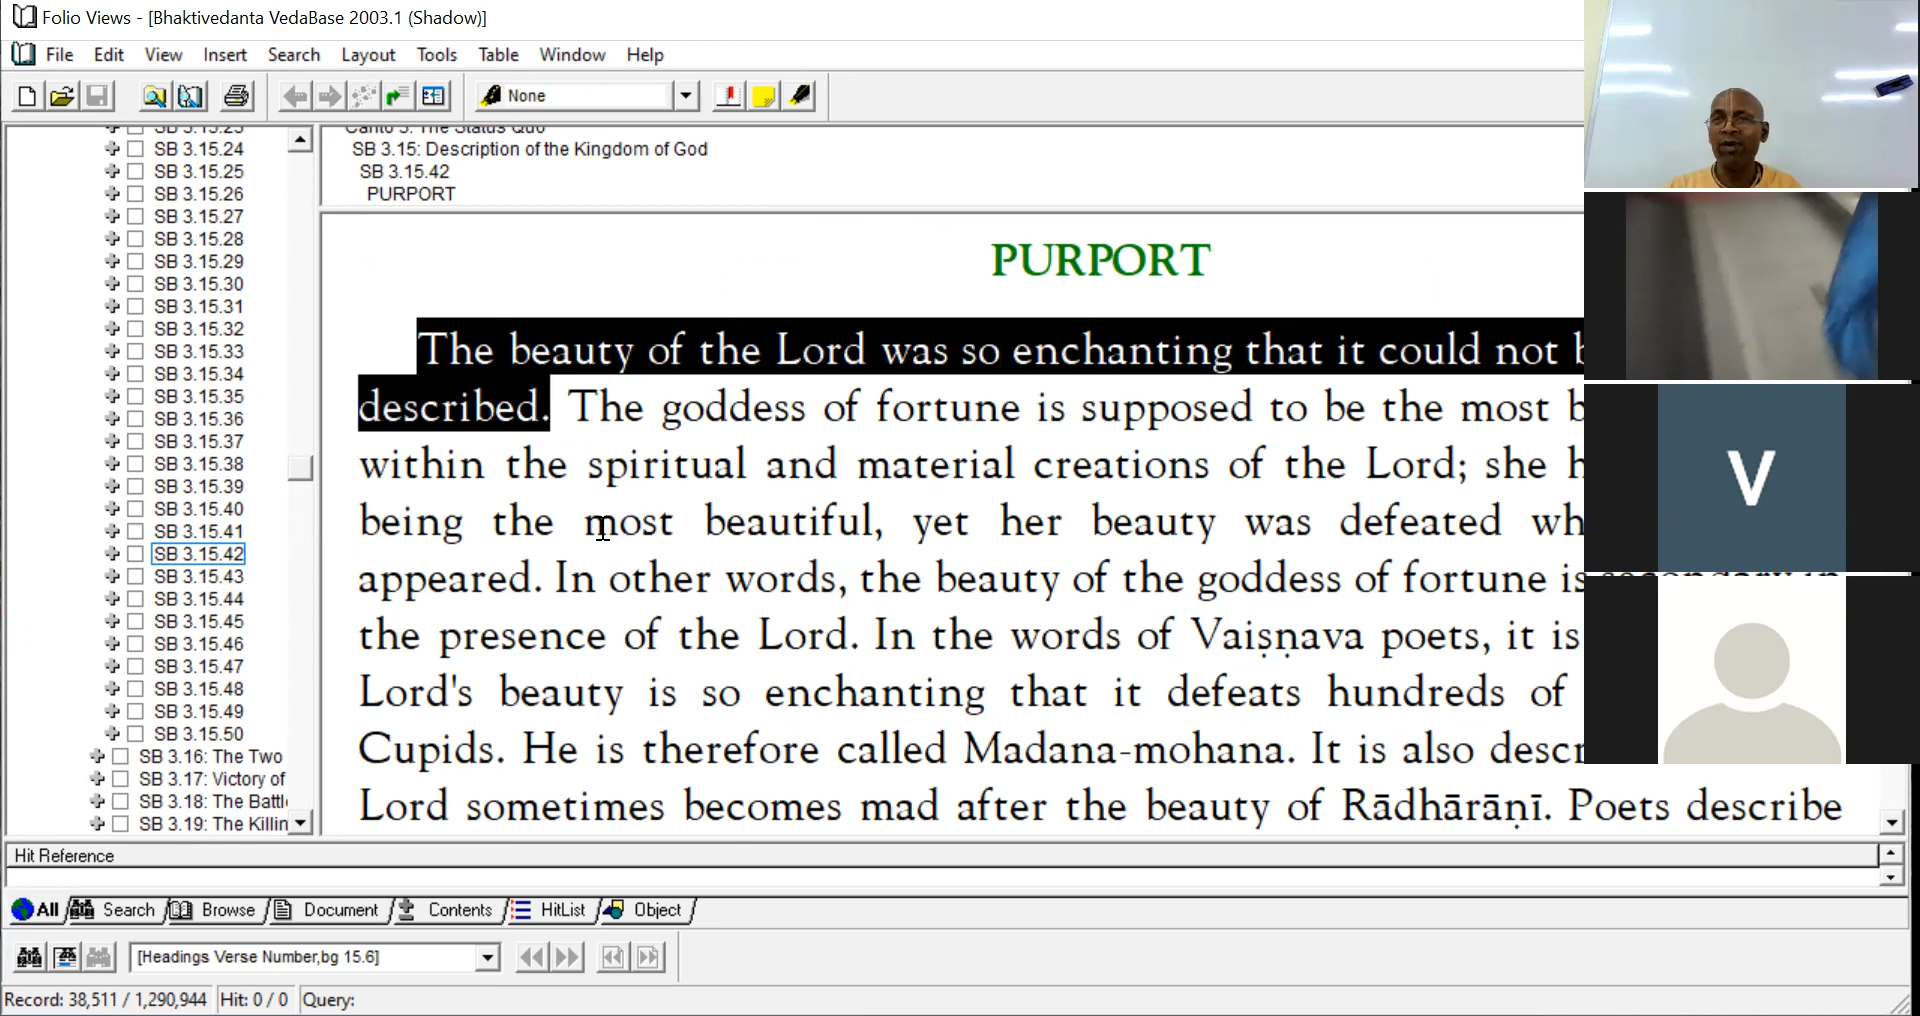 Folio Views - [Bhaktivedanta VedaBase 2003.1 (Shadow)]
File Edit View Insert Search Layout Tools Table Window Help
None
SB 3.15.23
SB 3.15.24
SB 3.15.25
SB 3.15.26
SB 3.15.27
SB 3.15.28
SB 3.15.29
SB 3.15.30
SB 3.15.31
SB 3.15.32
SB 3.15.33
SB 3.15.34
SB 3.15.35
SB 3.15.36
SB 3.15.37
SB 3.15.38
SB 3.15.39
SB 3.15.40
SB 3.15.41
SB 3.15.42
SB 3.15.43
SB 3.15.44
SB 3.15.45
SB 3.15.46
SB 3.15.47
SB 3.15.48
SB 3.15.49
SB 3.15.50
SB 3.16: The Two
SB 3.17: Victory of
SB 3.18: The Battl
SB 3.19: The Killin
Canto 3: The Status Quo
SB 3.15: Description of the Kingdom of God
SB 3.15.42
PURPORT
PURPORT
The beauty of the Lord was so enchanting that it could not
described. The goddess of fortune is supposed to be the most
within the spiritual and material creations of the Lord; she
being the most beautiful, yet her beauty was defeated
appeared. In other words, the beauty of the goddess of fortune is secondary in
the presence of the Lord. In the words of Vaiṣṇava poets, it is
Lord's beauty is so enchanting that it defeats hundreds of
Cupids. He is therefore called Madana-mohana. It is also
Lord sometimes becomes mad after the beauty of Rādhārāṇī. Poets describe
V
Hit Reference
All Search Browse Document Contents HitList Object
[Headings Verse Number,bg 15.6]
Record: 38,511 / 1,290,944 Hit: 0 / 0 Query: